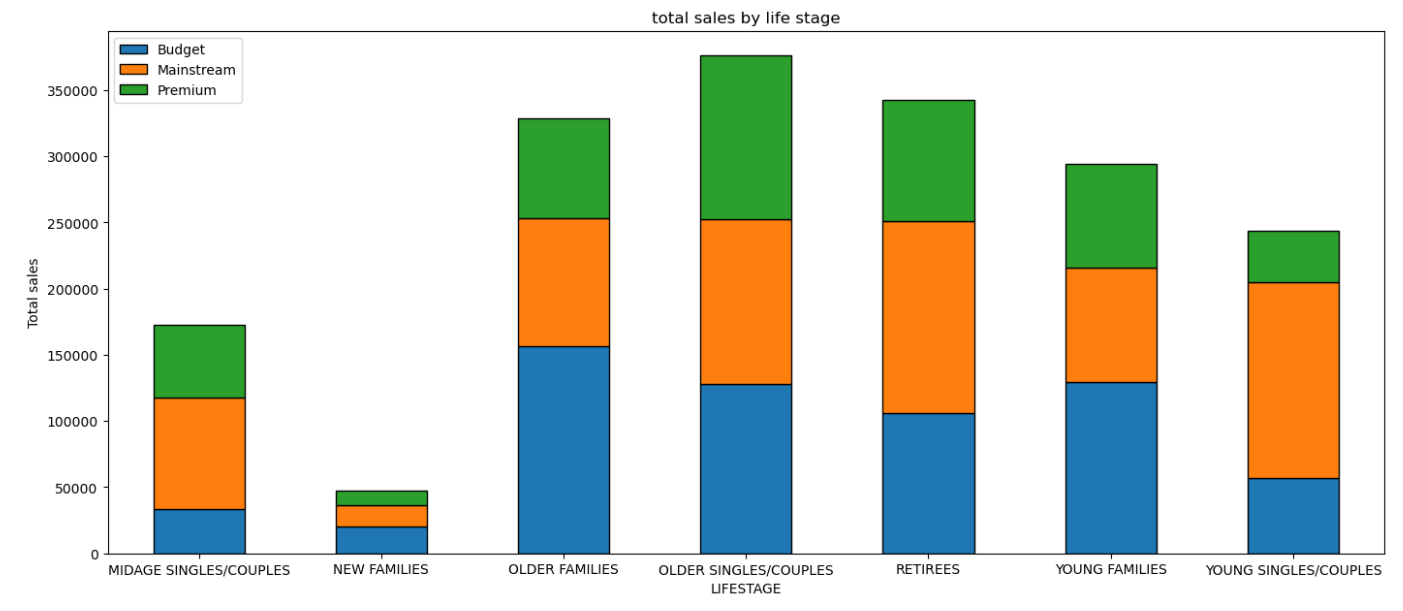 total sales by life stage
Budget
Mainstream
Premium
Total sales
350000
300000
250000
200000
150000
100000
50000
0
MIDAGE SINGLES/COUPLES NEW FAMILIES OLDER FAMILIES OLDER SINGLES/COUPLES RETIREES YOUNG FAMILIES YOUNG SINGLES/COUPLES
LIFESTAGE